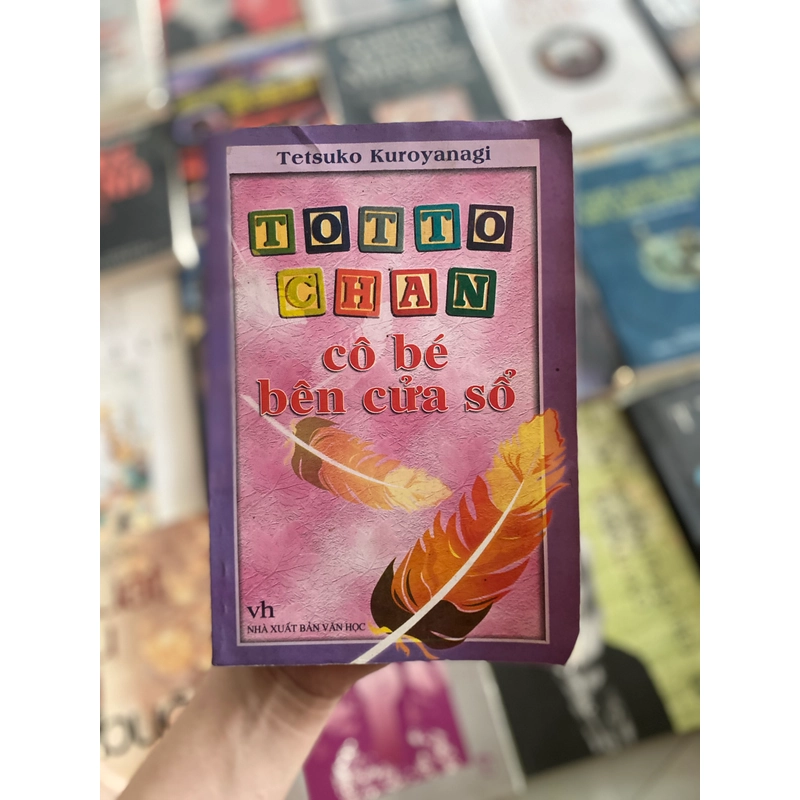 Tetsuko Kuroyanagi
TOTTO
CHAN
cô bé
bên cửa sổ
vh
NHÀ XUẤT BẢN VĂN HỌC